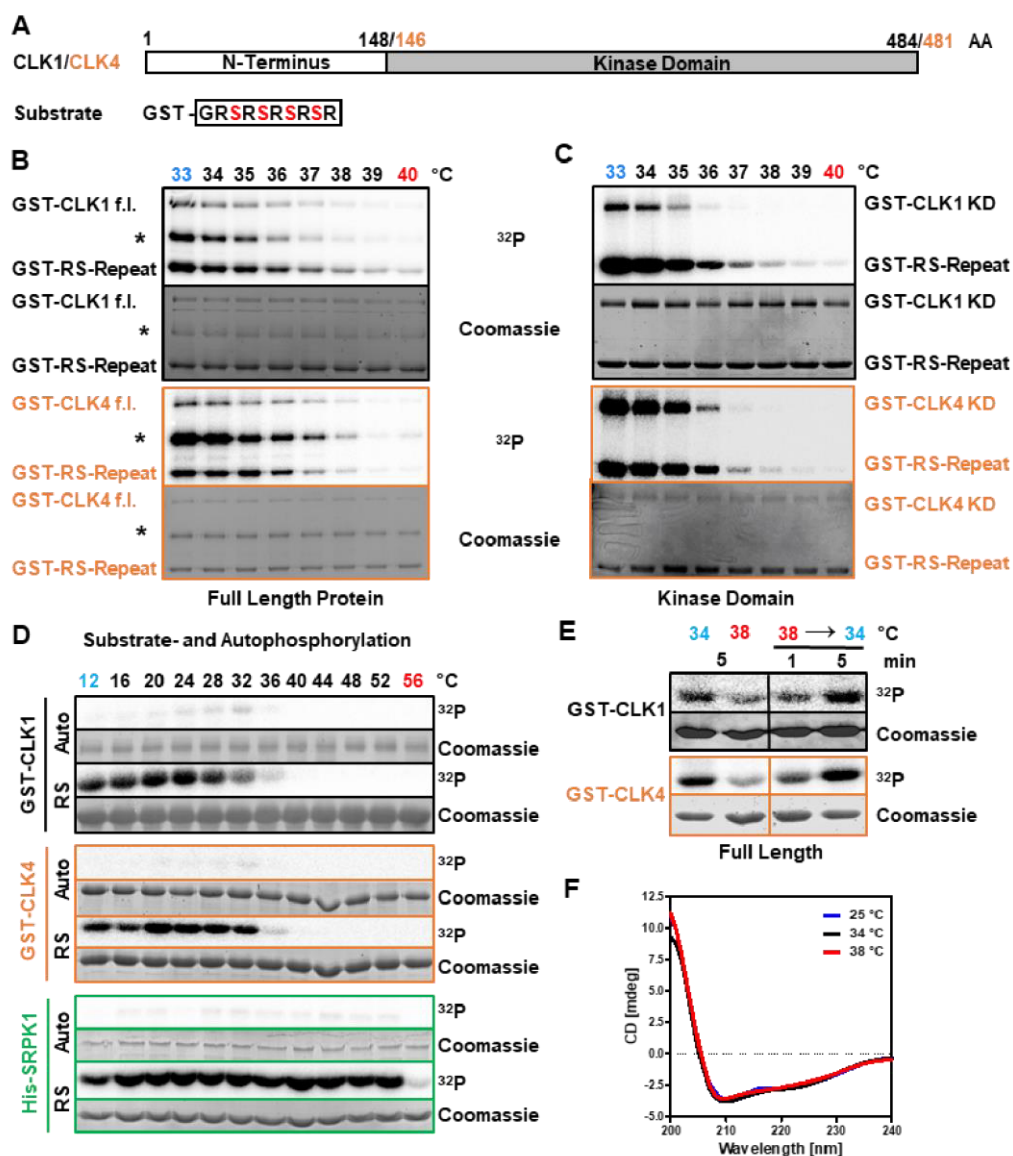 A
1 148/146 484/481 AA
CLK1/CLK4 N-Terminus Kinase Domain
Substrate GST-GRSRSRSRSR
B
33 34 35 36 37 38 39 40 °C
GST-CLK1 f.l.
*
GST-RS-Repeat
32P
GST-CLK1 f.l.
*
GST-RS-Repeat
Coomassie
GST-CLK4 f.l.
*
GST-RS-Repeat
32P
GST-CLK4 f.l.
*
GST-RS-Repeat
Coomassie
Full Length Protein
C
33 34 35 36 37 38 39 40 °C
GST-CLK1 KD
GST-RS-Repeat
GST-CLK1 KD
GST-RS-Repeat
GST-CLK4 KD
GST-RS-Repeat
GST-CLK4 KD
GST-RS-Repeat
Kinase Domain
D
Substrate- and Autophosphorylation
12 16 20 24 28 32 36 40 44 48 52 56 °C
GST-CLK1
Auto
32P
Coomassie
RS
32P
Coomassie
GST-CLK4
Auto
32P
Coomassie
RS
32P
Coomassie
His-SRPK1
Auto
32P
Coomassie
RS
32P
Coomassie
E
34 38 38 → 34 °C
5 1 5 min
GST-CLK1
32P
Coomassie
GST-CLK4
32P
Coomassie
Full Length
F
12.5
10.0
7.5
5.0
2.5
0.0
-2.5
-5.0
CD [mdeg]
25 °C
34 °C
38 °C
200 210 220 230 240
Wavelength [nm]